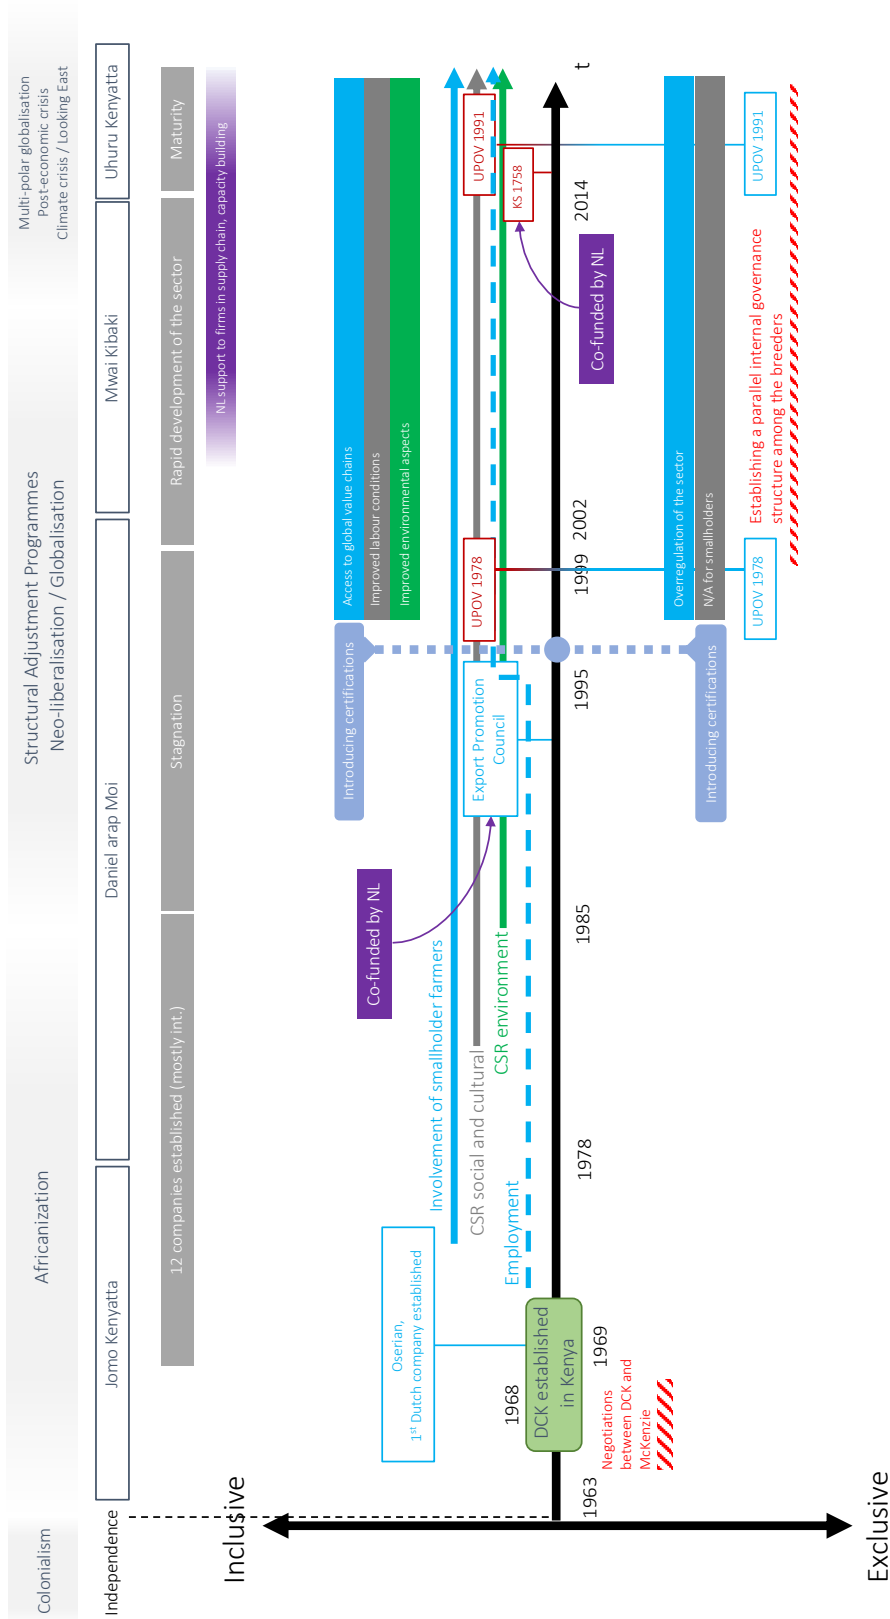 Colonialism
Africanization
Structural Adjustment Programmes
Neo-liberalisation / Globalisation
Multi-polar globalisation
Post-economic crisis
Climate crisis / Looking East
Independence
Jomo Kenyatta
Daniel arap Moi
Mwai Kibaki
Uhuru Kenyatta
12 companies established (mostly int.)
Stagnation
Rapid development of the sector
Maturity
NL support to firms in supply chain, capacity building
Inclusive
Introducing certifications
Access to global value chains
Improved labour conditions
Improved environmental aspects
Co-funded by NL
Oserian,
1st Dutch company established
Involvement of smallholder farmers
CSR social and cultural
CSR environment
Employment
Export Promotion
Council
UPOV 1978
UPOV 1991
KS 1758
1968
DCK established
in Kenya
t
1963
1969
1978
1985
1995
1999
2002
2014
Co-funded by NL
Negotiations
between DCK and
McKenzie
Introducing certifications
Overregulation of the sector
N/A for smallholders
UPOV 1978
UPOV 1991
Establishing a parallel internal governance
structure among the breeders
Exclusive